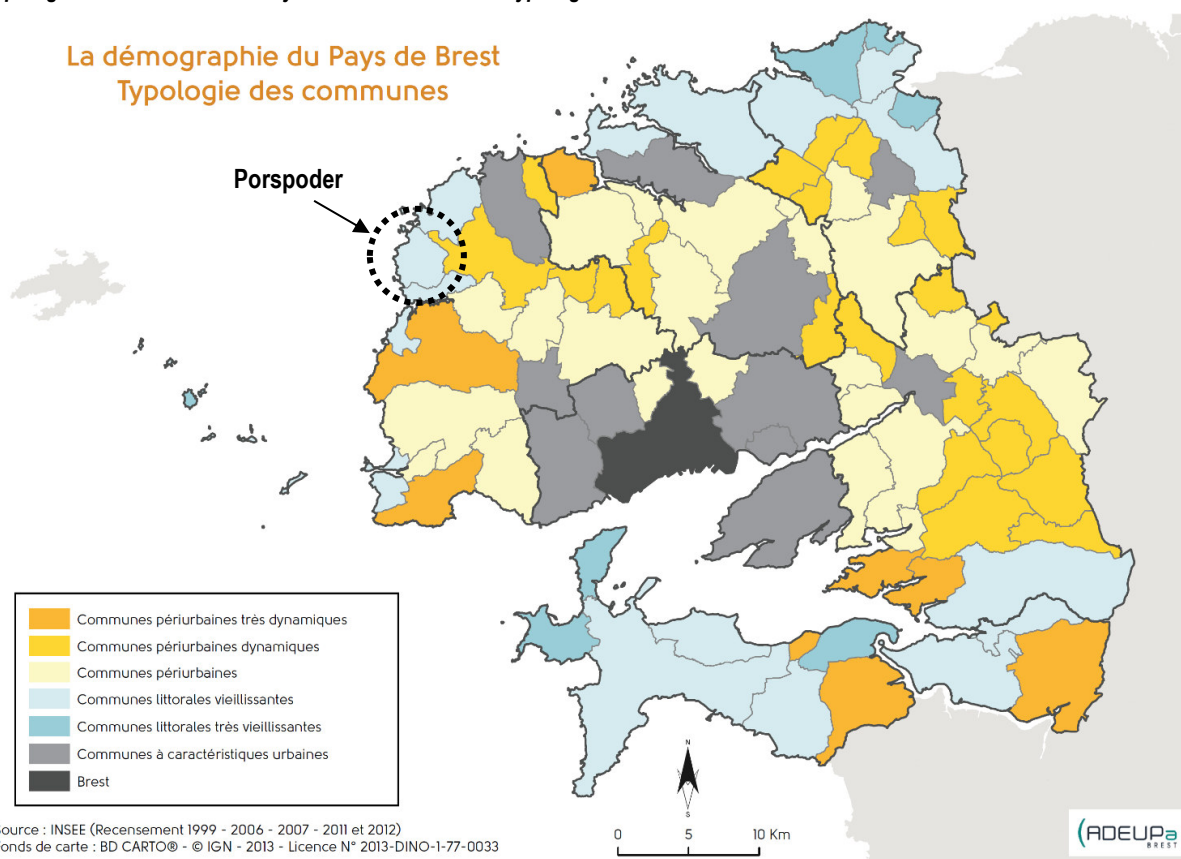 La démographie du Pays de Brest
Typologie des communes
Porspoder
Communes périurbaines très dynamiques
Communes périurbaines dynamiques
Communes périurbaines
Communes littorales vieillissantes
Communes littorales très vieillissantes
Communes à caractéristiques urbaines
Brest
N
S
0 5 10 Km
Source : INSEE (Recensement 1999 - 2006 - 2007 - 2011 et 2012)
Fonds de carte : BD CARTO® - © IGN - 2013 - Licence N° 2013-DINO-1-77-0033
ADEUPa
BREST